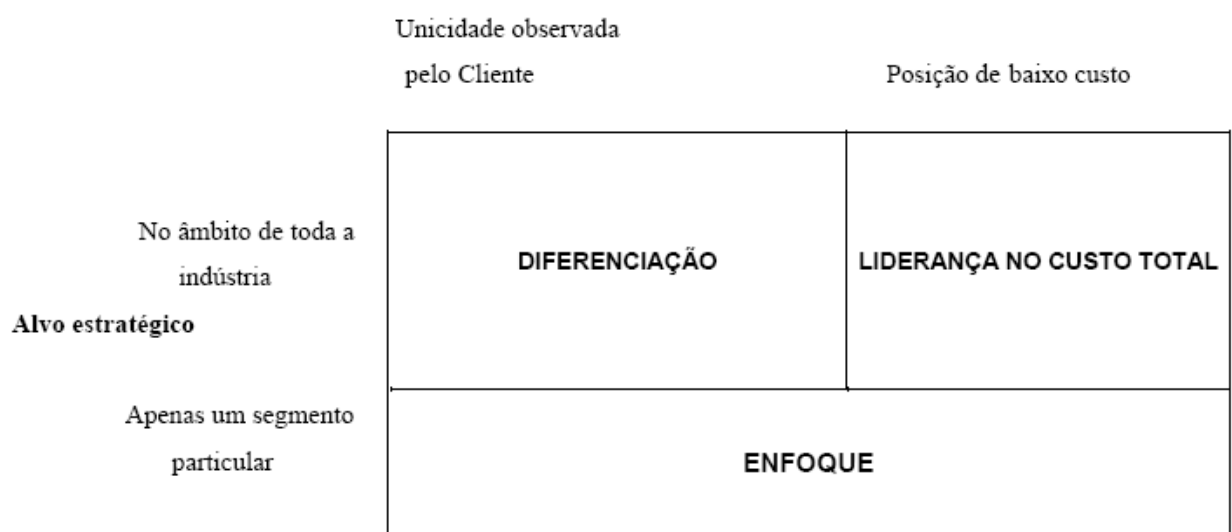 Unicidade observada
pelo Cliente
Posição de baixo custo
No âmbito de toda a
indústria
DIFERENCIAÇÃO
LIDERANÇA NO CUSTO TOTAL
Alvo estratégico
Apenas um segmento
particular
ENFOQUE